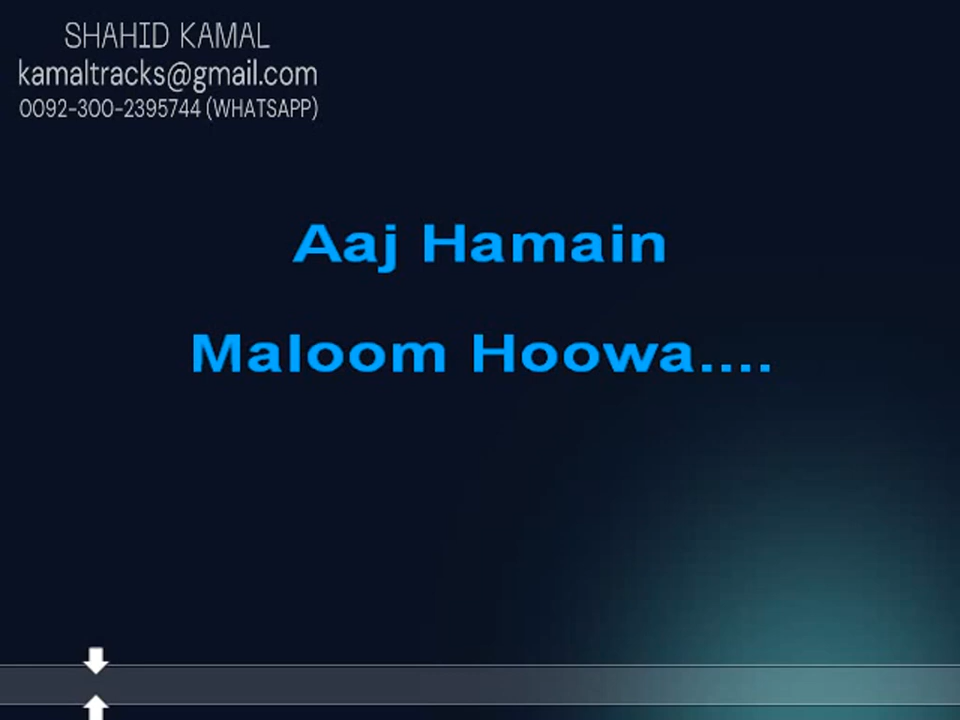 SHAHID KAMAL
kamaltracks@gmail.com
0092-300-2395744 (WHATSAPP)
Aaj Hamain
Maloom Hoowa....